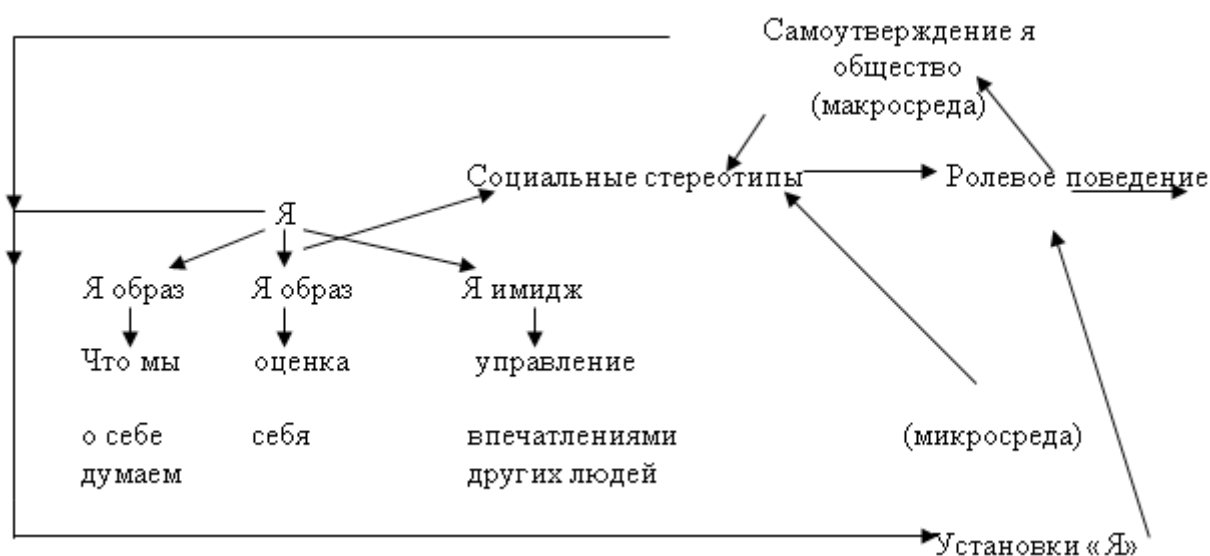 Самоутверждение я
общество
(макросреда)
Социальные стереотипы
Ролевое поведение
Я
Я образ
Я образ
Я имидж
Что мы
оценка
управление
о себе
думаем
себя
впечатлениями
других людей
(микросреда)
Установки «Я»